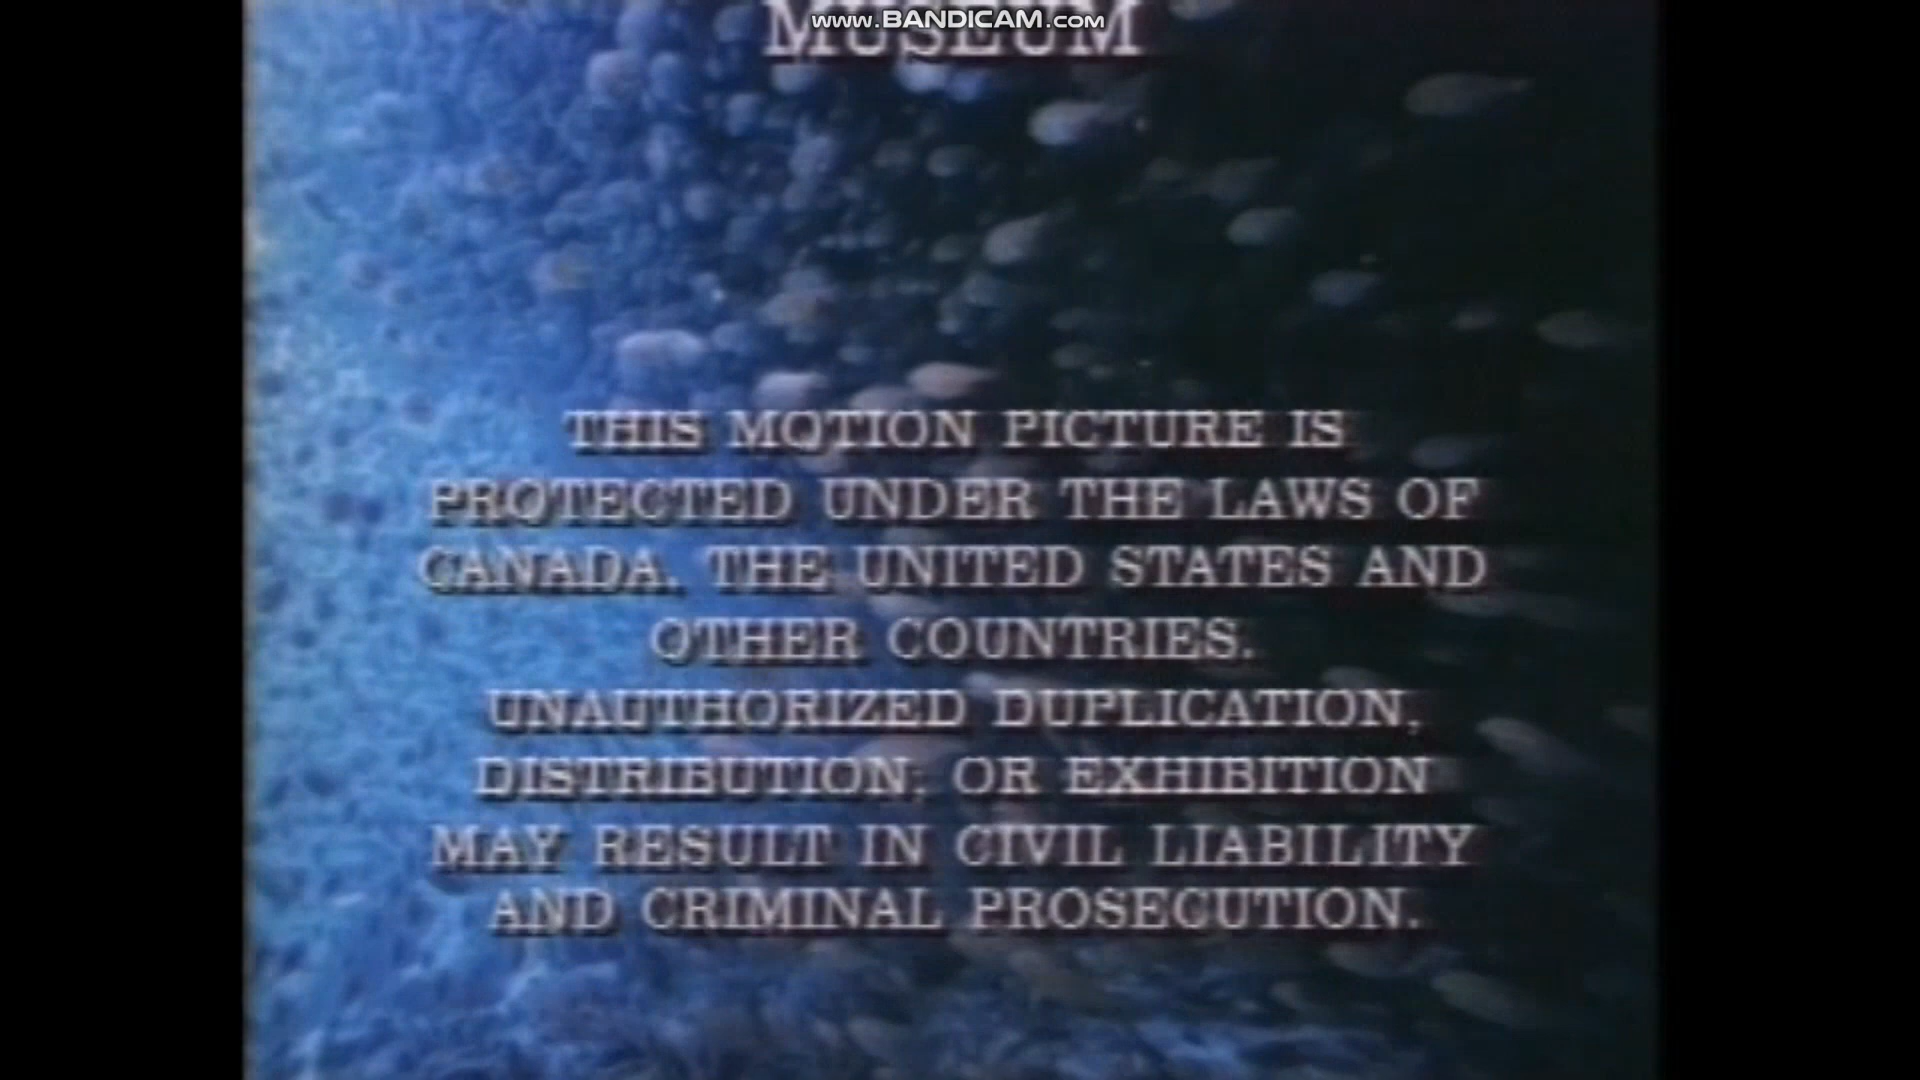 www.BANDICAM.com
MUSEUM
THIS MOTION PICTURE IS
PROTECTED UNDER THE LAWS OF
CANADA, THE UNITED STATES AND
OTHER COUNTRIES.
UNAUTHORIZED DUPLICATION,
DISTRIBUTION, OR EXHIBITION
MAY RESULT IN CIVIL LIABILITY
AND CRIMINAL PROSECUTION.